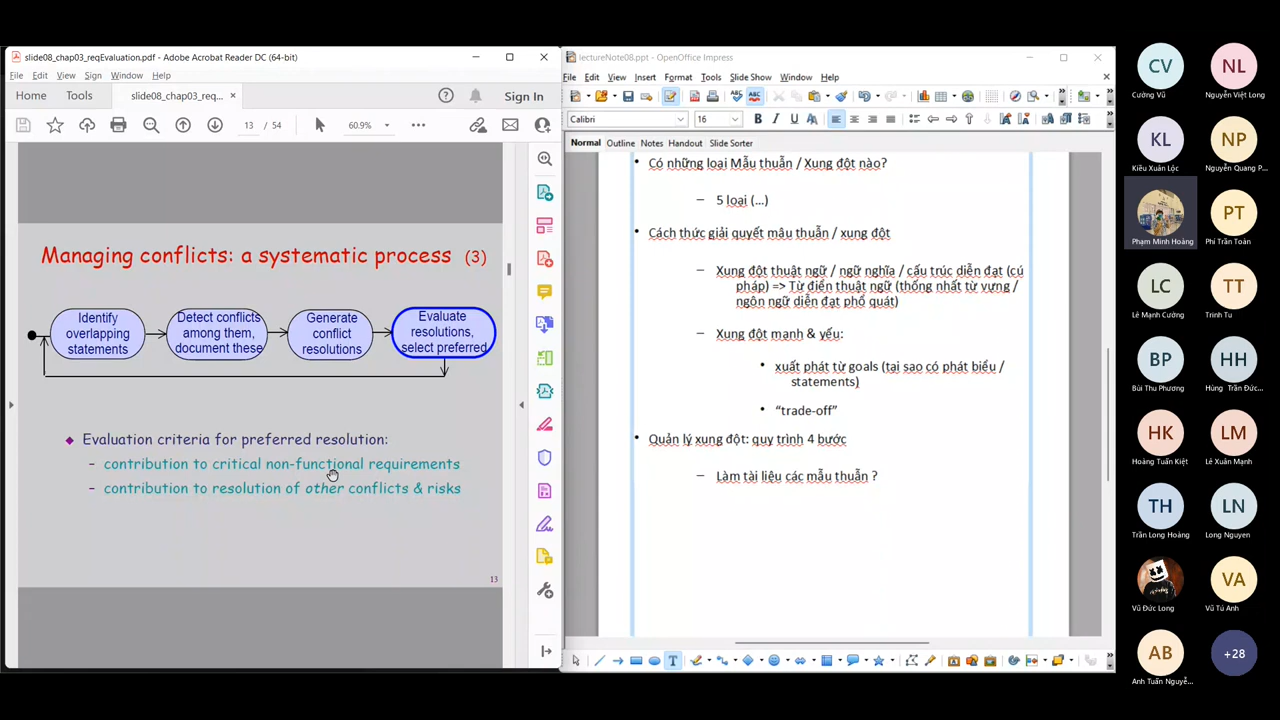 slide08_chap03_reqEvaluation.pdf - Adobe Acrobat Reader DC (64-bit)
File Edit View Sign Window Help
Home Tools slide08_chap03_req... × Sign In
13 / 54 60.9%
Managing conflicts: a systematic process (3)
Identify overlapping statements
Detect conflicts among them, document these
Generate conflict resolutions
Evaluate resolutions, select preferred
Evaluation criteria for preferred resolution:
– contribution to critical non-functional requirements
– contribution to resolution of other conflicts & risks
13
lectureNote08.ppt - OpenOffice Impress
File Edit View Insert Format Tools Slide Show Window Help
Calibri 16
Normal Outline Notes Handout Slide Sorter
• Có những loại Mẫu thuẫn / Xung đột nào?
– 5 loại (...)
• Cách thức giải quyết mâu thuẫn / xung đột
– Xung đột thuật ngữ / ngữ nghĩa / cấu trúc diễn đạt (cú
pháp) => Từ điển thuật ngữ (thống nhất từ vựng /
ngôn ngữ diễn đạt phổ quát)
– Xung đột mạnh & yếu:
• xuất phát từ goals (tại sao có phát biểu /
statements)
• “trade-off”
• Quản lý xung đột: quy trình 4 bước
– Làm tài liệu các mẫu thuẫn ?
CV NL
Cường Vũ Nguyễn Việt Long
KL NP
Kiều Xuân Lộc Nguyễn Quang P...
PT
Phạm Minh Hoàng Phí Trần Toàn
LC TT
Lê Mạnh Cường Trinh Tu
BP HH
Bùi Thu Phương Hùng Trần Đức...
HK LM
Hoàng Tuấn Kiệt Lê Xuân Mạnh
TH LN
Trần Long Hoàng Long Nguyen
VA
Vũ Đức Long Vũ Tú Anh
AB +28
Anh Tuấn Nguyễ...